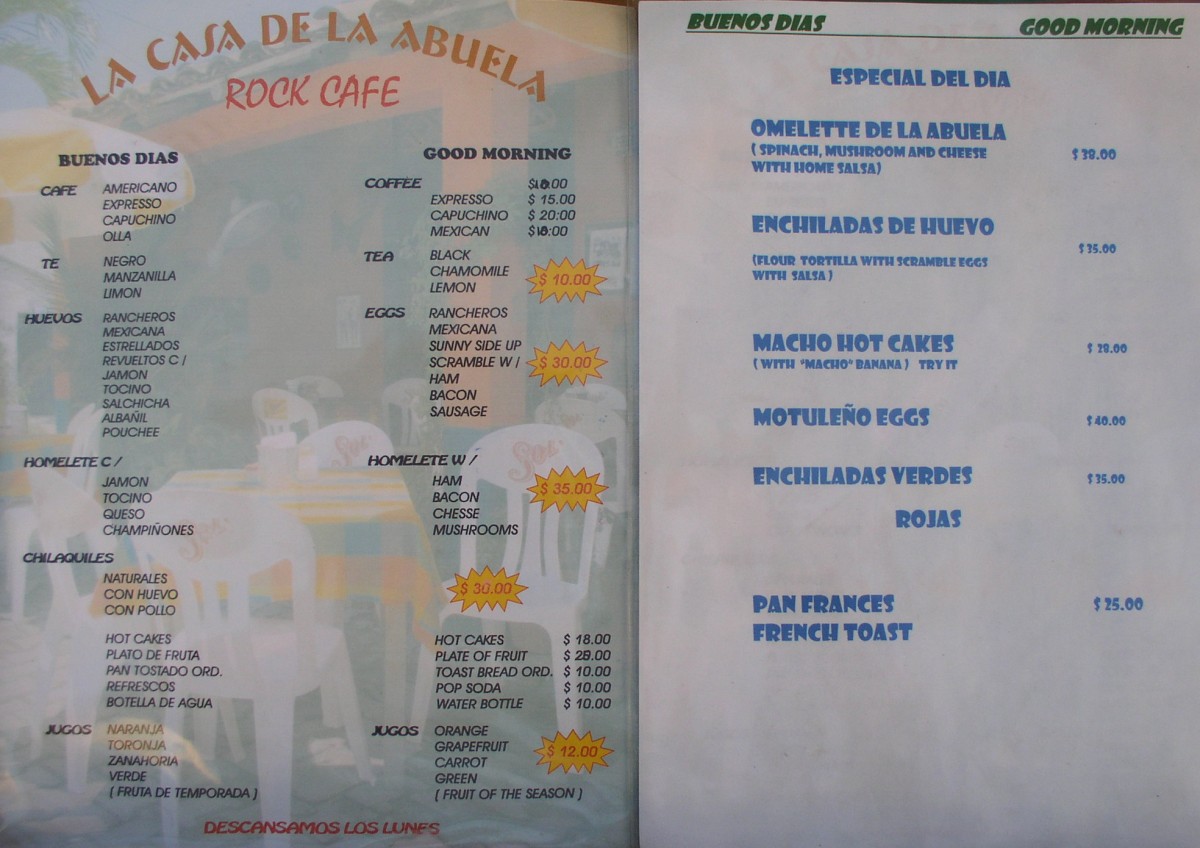 LA CASA DE LA ABUELA
ROCK CAFE
BUENOS DIAS
CAFE AMERICANO
EXPRESSO
CAPUCHINO
OLLA
TE NEGRO
MANZANILLA
LIMON
HUEVOS RANCHEROS
MEXICANA
ESTRELLADOS
REVUELTOS C /
JAMON
TOCINO
SALCHICHA
ALBAÑIL
POUCHEE
HOMELETE C /
JAMON
TOCINO
QUESO
CHAMPIÑONES
CHILAQUILES
NATURALES
CON HUEVO
CON POLLO
HOT CAKES
PLATO DE FRUTA
PAN TOSTADO ORD.
REFRESCOS
BOTELLA DE AGUA
JUGOS NARANJA
TORONJA
ZANAHORIA
VERDE
( FRUTA DE TEMPORADA )
GOOD MORNING
COFFEE
EXPRESSO $ 15.00
CAPUCHINO $ 20:00
MEXICAN
TEA BLACK
CHAMOMILE
LEMON
$ 10.00
EGGS RANCHEROS
MEXICANA
SUNNY SIDE UP
SCRAMBLE W /
HAM
BACON
SAUSAGE
$ 30.00
HOMELETE W /
HAM
BACON
CHESSE
MUSHROOMS
$ 35.00
$ 30.00
HOT CAKES $ 18.00
PLATE OF FRUIT
TOAST BREAD ORD. $ 10.00
POP SODA $ 10.00
WATER BOTTLE $ 10.00
JUGOS ORANGE
GRAPEFRUIT
CARROT
GREEN
( FRUIT OF THE SEASON )
$ 12.00
DESCANSAMOS LOS LUNES
Sol
Sol
Sol
BUENOS DIAS GOOD MORNING
ESPECIAL DEL DIA
OMELETTE DE LA ABUELA
( SPINACH, MUSHROOM AND CHEESE $ 38.00
WITH HOME SALSA)
ENCHILADAS DE HUEVO
$ 35.00
(FLOUR TORTILLA WITH SCRAMBLE EGGS
WITH SALSA )
MACHO HOT CAKES $ 28.00
( WITH "MACHO" BANANA ) TRY IT
MOTULEÑO EGGS $ 40.00
ENCHILADAS VERDES $ 35.00
ROJAS
PAN FRANCES $ 25.00
FRENCH TOAST